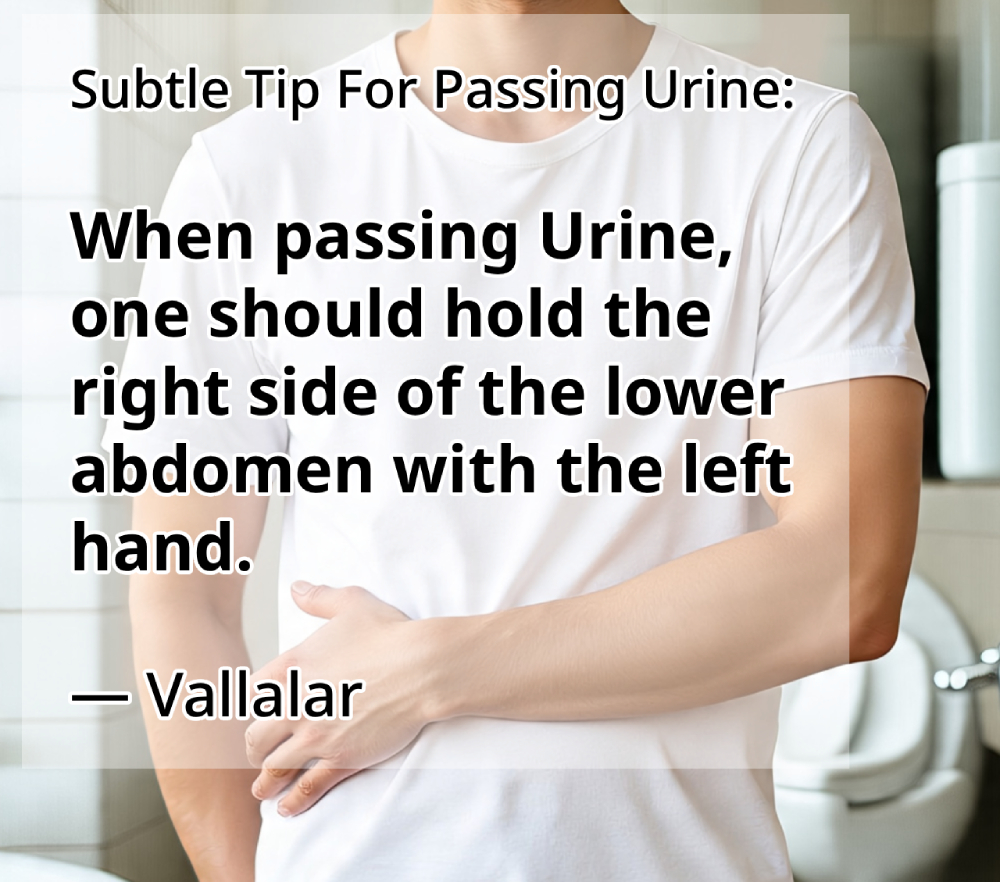 Subtle Tip For Passing Urine:
When passing Urine,
one should hold the
right side of the lower
abdomen with the left
hand.
— Vallalar